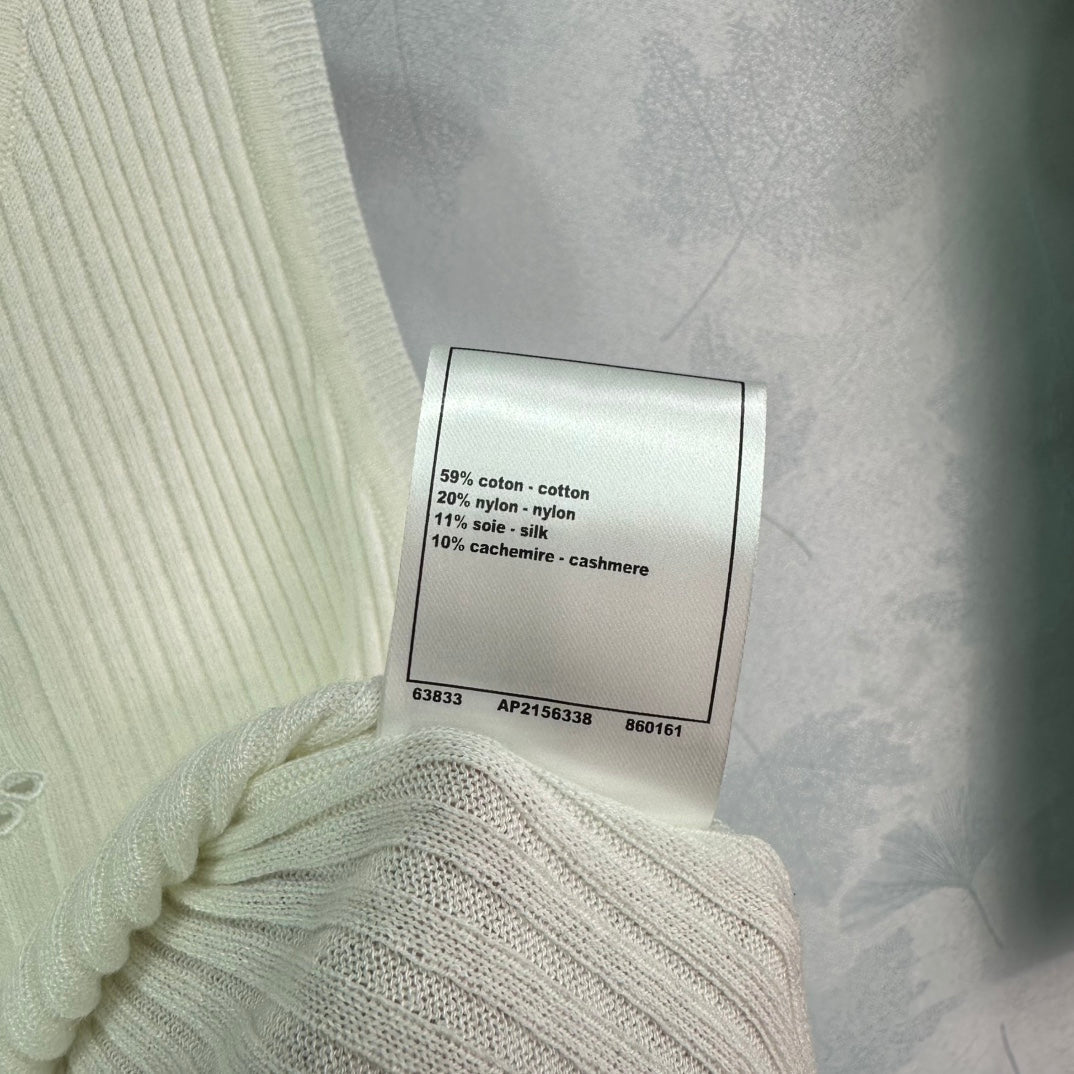 59% coton - cotton
20% nylon - nylon
11% soie - silk
10% cachemire - cashmere
63833 AP2156338 860161